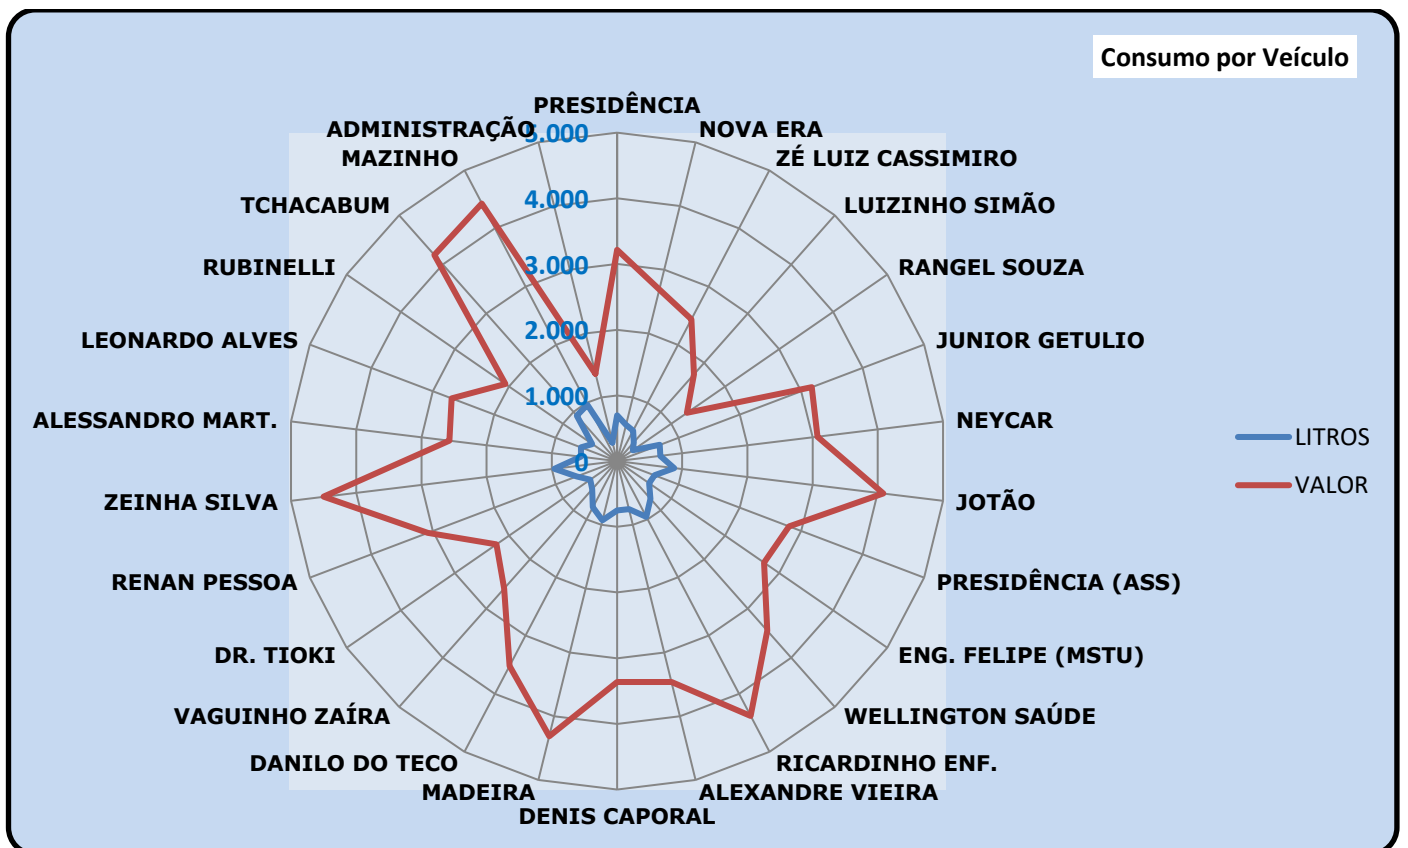 Consumo por Veículo
PRESIDÊNCIA
ADMINISTRAÇÃO
5.000
NOVA ERA
MAZINHO
ZÉ LUIZ CASSIMIRO
TCHACABUM
4.000
LUIZINHO SIMÃO
RUBINELLI
3.000
RANGEL SOUZA
LEONARDO ALVES
2.000
JUNIOR GETULIO
1.000
ALESSANDRO MART.
NEYCAR
LITROS
0
VALOR
ZEINHA SILVA
JOTÃO
RENAN PESSOA
PRESIDÊNCIA (ASS)
DR. TIOKI
ENG. FELIPE (MSTU)
VAGUINHO ZAÍRA
WELLINGTON SAÚDE
DANILO DO TECO
RICARDINHO ENF.
MADEIRA
ALEXANDRE VIEIRA
DENIS CAPORAL